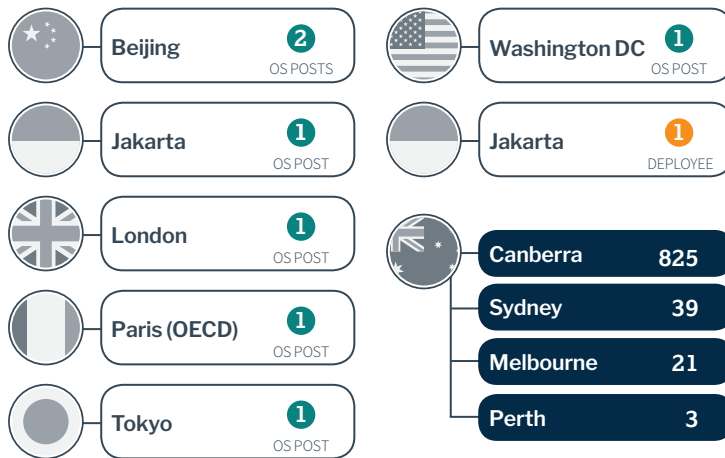 Beijing
2
OS POSTS
Jakarta
1
OS POST
London
1
OS POST
Paris (OECD)
1
OS POST
Tokyo
1
OS POST
Washington DC
1
OS POST
Jakarta
1
DEPLOYEE
Canberra 825
Sydney 39
Melbourne 21
Perth 3